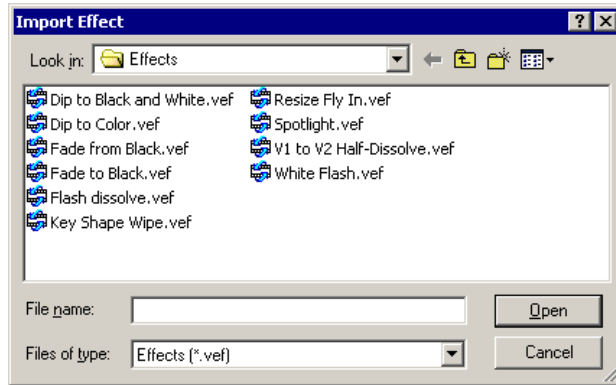 Import Effect
Look in: Effects
Dip to Black and White.vef
Dip to Color.vef
Fade from Black.vef
Fade to Black.vef
Flash dissolve.vef
Key Shape Wipe.vef
Resize Fly In.vef
Spotlight.vef
V1 to V2 Half-Dissolve.vef
White Flash.vef
File name:
Open
Files of type: Effects (*.vef)
Cancel